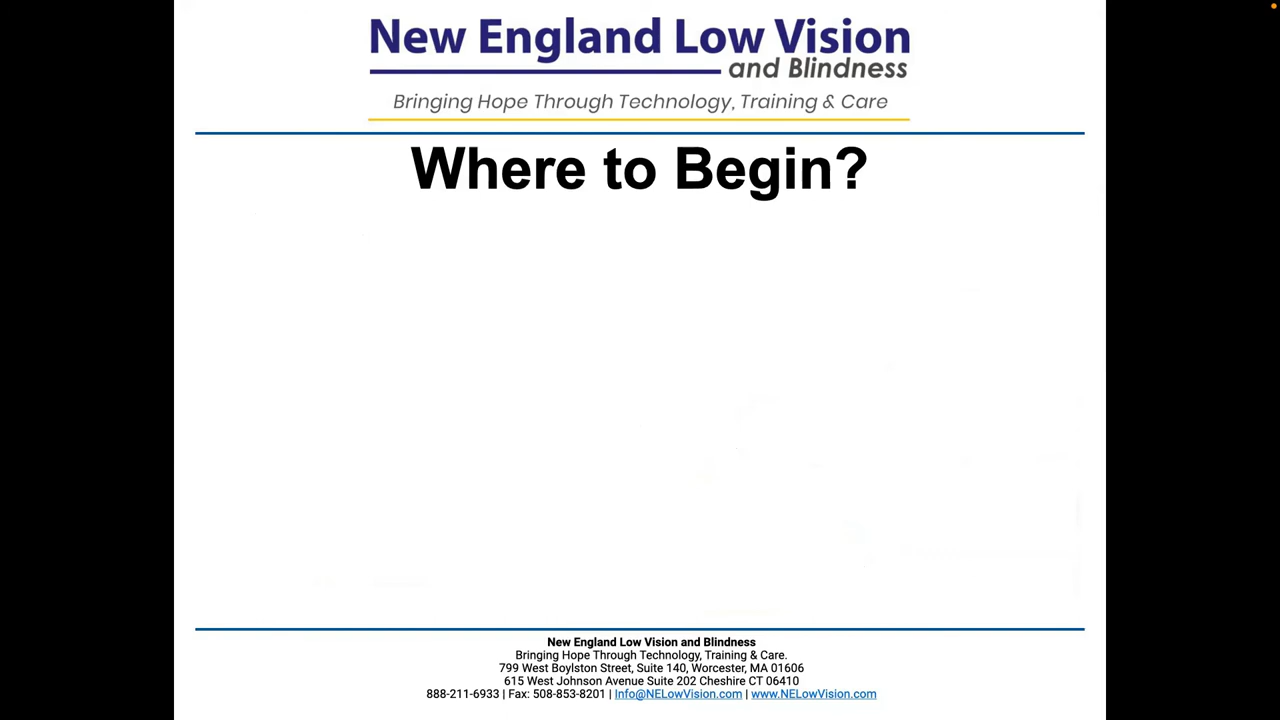 New England Low Vision
and Blindness
Bringing Hope Through Technology, Training & Care
Where to Begin?
New England Low Vision and Blindness
Bringing Hope Through Technology, Training & Care.
799 West Boylston Street, Suite 140, Worcester, MA 01606
615 West Johnson Avenue Suite 202 Cheshire CT 06410
888-211-6933 | Fax: 508-853-8201 | Info@NELowVision.com | www.NELowVision.com